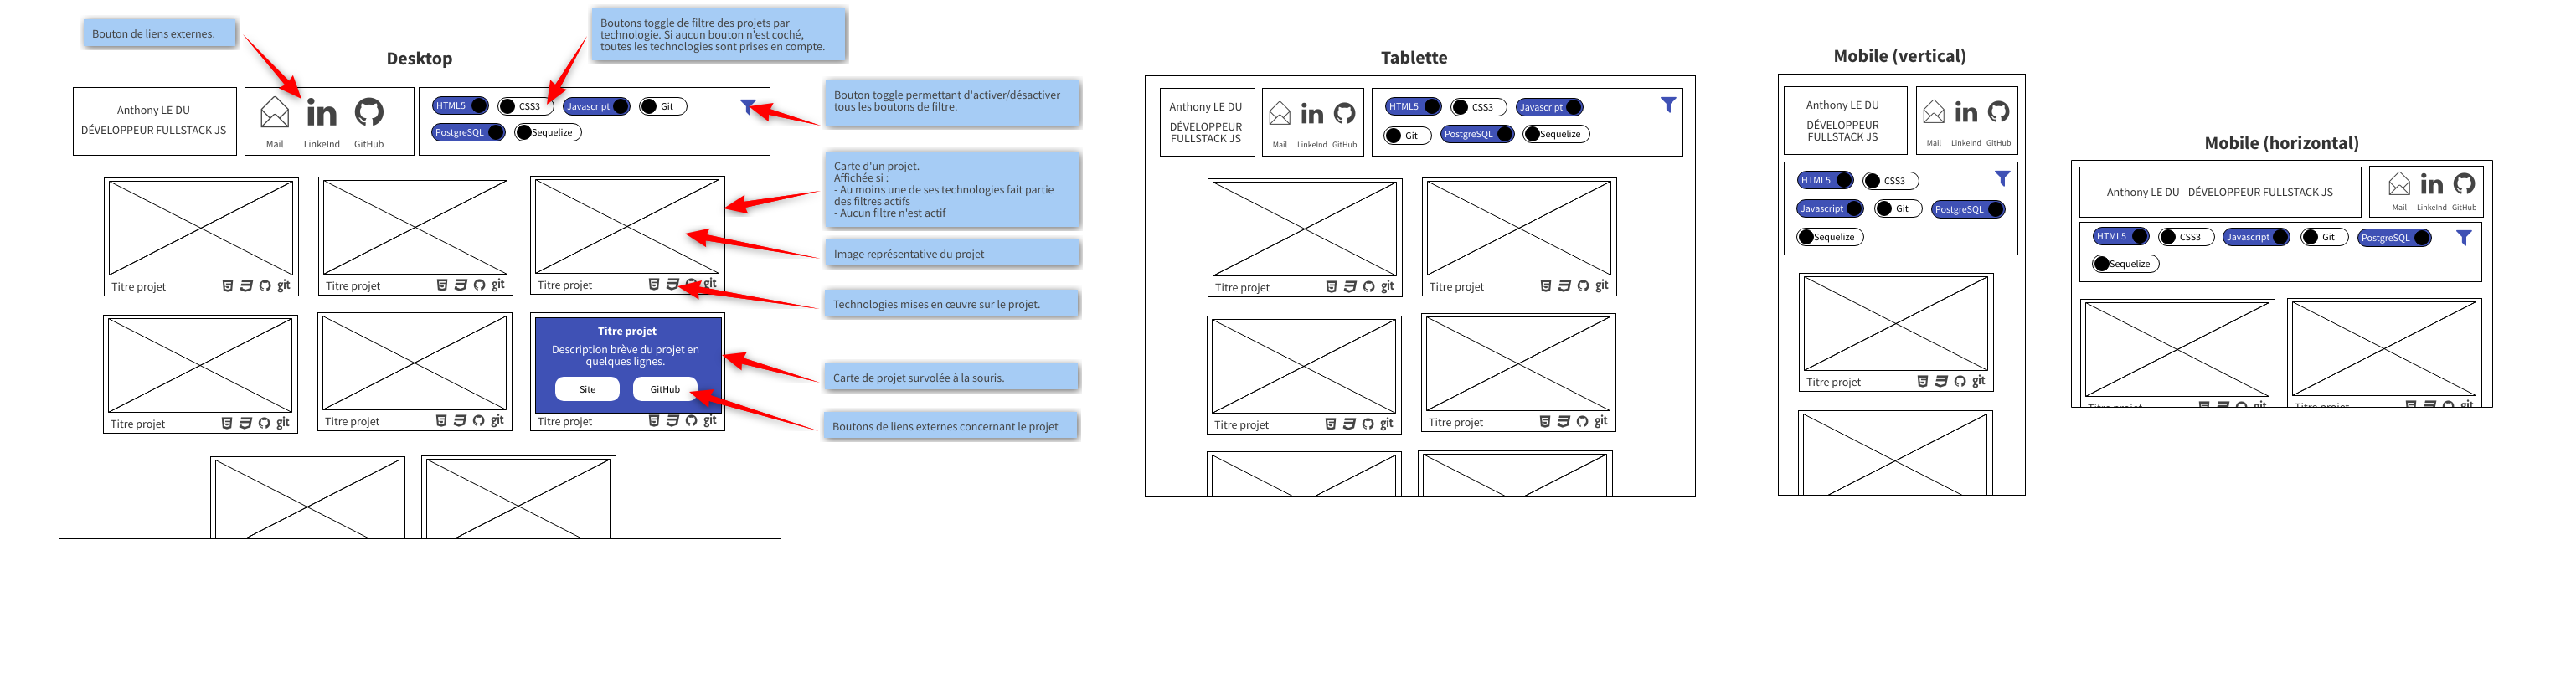 Bouton de liens externes.
Boutons toggle de filtre des projets par
technologie. Si aucun bouton n'est coché,
toutes les technologies sont prises en compte.
Desktop
Anthony LE DU
DÉVELOPPEUR FULLSTACK JS
Mail
LinkeInd
GitHub
HTML5
CSS3
Javascript
Git
PostgreSQL
Sequelize
Bouton toggle permettant d'activer/désactiver
tous les boutons de filtre.
Carte d'un projet.
Affichée si :
- Au moins une de ses technologies fait partie
des filtres actifs
- Aucun filtre n'est actif
Image représentative du projet
Technologies mises en œuvre sur le projet.
Carte de projet survolée à la souris.
Boutons de liens externes concernant le projet
Titre projet
git
Titre projet
git
Titre projet
git
Titre projet
git
Titre projet
git
Titre projet
Description brève du projet en
quelques lignes.
Site
GitHub
Titre projet
git
Tablette
Anthony LE DU
DÉVELOPPEUR
FULLSTACK JS
Mail
LinkeInd
GitHub
HTML5
CSS3
Javascript
Git
PostgreSQL
Sequelize
Titre projet
git
Titre projet
git
Titre projet
git
Titre projet
git
Mobile (vertical)
Anthony LE DU
DÉVELOPPEUR
FULLSTACK JS
Mail
LinkeInd
GitHub
HTML5
CSS3
Javascript
Git
PostgreSQL
Sequelize
Titre projet
git
Mobile (horizontal)
Anthony LE DU - DÉVELOPPEUR FULLSTACK JS
Mail
LinkeInd
GitHub
HTML5
CSS3
Javascript
Git
PostgreSQL
Sequelize
Titre projet
git
Titre projet
git